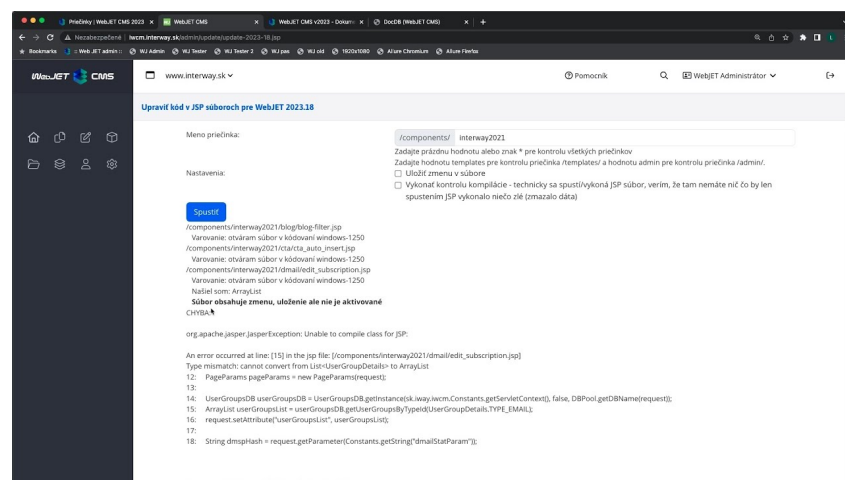 Priečinky | WebJET CMS 2023
WebJET CMS
WebJET CMS v2023 - Dokume
DocDB (WebJET CMS)
Nezabezpečené | iwcm.interway.sk/admin/update/update-2023-18.jsp
Bookmarks
:: Web JET admin ::
WJ Admin
WJ Tester
WJ Tester 2
WJ pas
WJ old
1920x1080
Allure Chromium
Allure Firefox
WebJET CMS
www.interway.sk
Pomocník
WebJET Administrátor
Upraviť kód v JSP súboroch pre WebJET 2023.18
Meno priečinka:
/components/ interway2021
Zadajte prázdnu hodnotu alebo znak * pre kontrolu všetkých priečinkov
Zadajte hodnotu templates pre kontrolu priečinka /templates/ a hodnotu admin pre kontrolu priečinka /admin/.
Nastavenia:
Uložiť zmenu v súbore
Vykonať kontrolu kompilácie - technicky sa spustí/vykoná JSP súbor, verím, že tam nemáte nič čo by len
spustením JSP vykonalo niečo zlé (zmazalo dáta)
Spustiť
/components/interway2021/blog/blog-filter.jsp
Varovanie: otváram súbor v kódovaní windows-1250
/components/interway2021/cta/cta_auto_insert.jsp
Varovanie: otváram súbor v kódovaní windows-1250
/components/interway2021/dmail/edit_subscription.jsp
Varovanie: otváram súbor v kódovaní windows-1250
Našiel som: ArrayList
Súbor obsahuje zmenu, uloženie ale nie je aktivované
CHYBA:
org.apache.jasper.JasperException: Unable to compile class for JSP:
An error occurred at line: [15] in the jsp file: [/components/interway2021/dmail/edit_subscription.jsp]
Type mismatch: cannot convert from List<UserGroupDetails> to ArrayList
12: PageParams pageParams = new PageParams(request);
13:
14: UserGroupsDB userGroupsDB = UserGroupsDB.getInstance(sk.iway.iwcm.Constants.getServletContext(), false, DBPool.getDBName(request));
15: ArrayList userGroupsList = userGroupsDB.getUserGroupsByTypeId(UserGroupDetails.TYPE_EMAIL);
16: request.setAttribute("userGroupsList", userGroupsList);
17:
18: String dmspHash = request.getParameter(Constants.getString("dmailStatParam"));